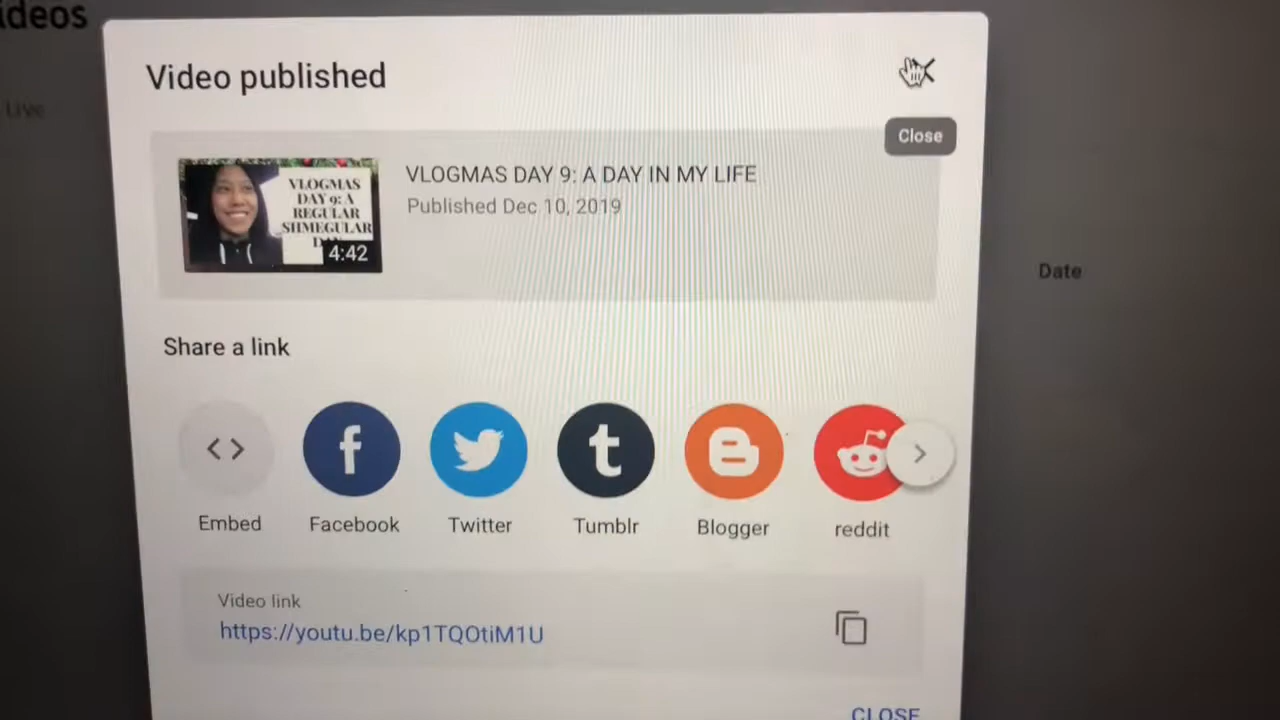 ideos
Live
Video published
Close
VLOGMAS
DAY 9: A
REGULAR
SHMEGULAR
4:42
VLOGMAS DAY 9: A DAY IN MY LIFE
Published Dec 10, 2019
Date
Share a link
Embed
Facebook
Twitter
Tumblr
Blogger
reddit
Video link
https://youtu.be/kp1TQOtiM1U
CLOSE